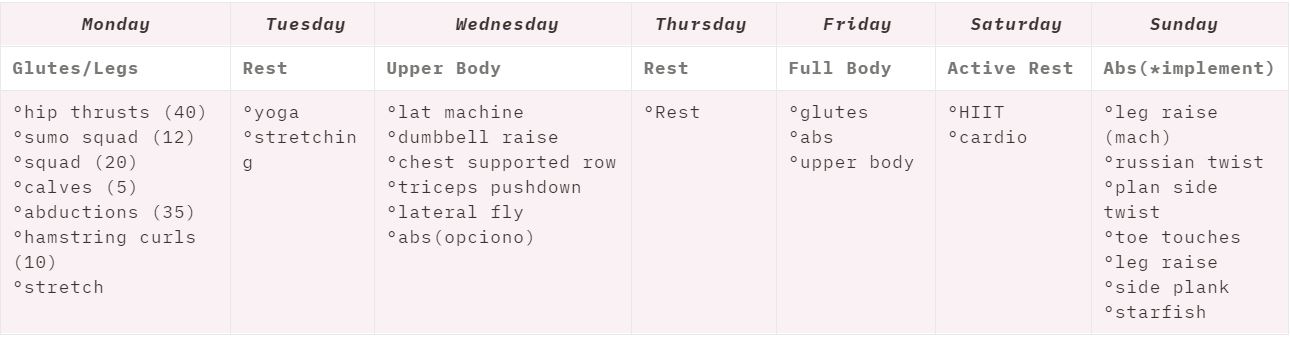 Monday Tuesday Wednesday Thursday Friday Saturday Sunday
Glutes/Legs Rest Upper Body Rest Full Body Active Rest Abs(*implement)
°hip thrusts (40)
°sumo squad (12)
°squad (20)
°calves (5)
°abductions (35)
°hamstring curls
(10)
°stretch
°yoga
°stretchin
g
°lat machine
°dumbbell raise
°chest supported row
°triceps pushdown
°lateral fly
°abs(opciono)
°Rest
°glutes
°abs
°upper body
°HIIT
°cardio
°leg raise
(mach)
°russian twist
°plan side
twist
°toe touches
°leg raise
°side plank
°starfish